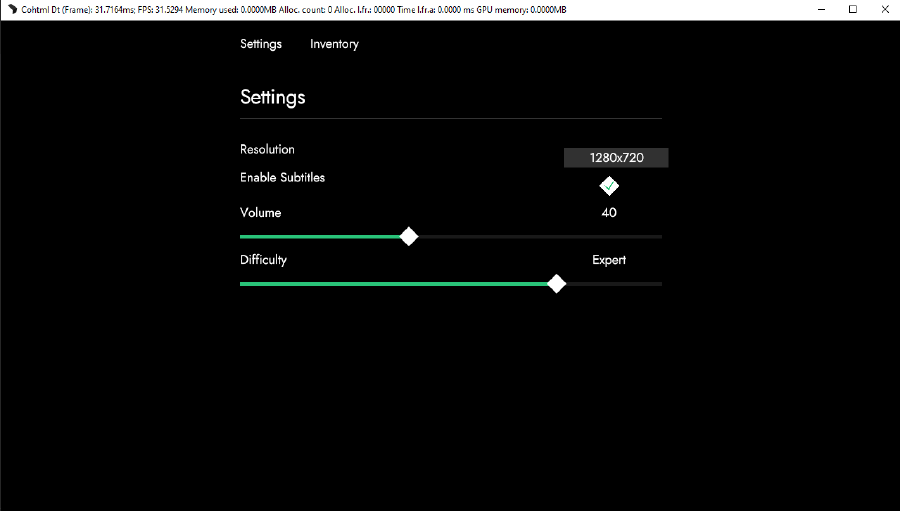 Cohtml Dt (Frame): 31.7164ms; FPS: 31.5294 Memory used: 0.0000MB Alloc. count: 0 Alloc. l.fr.: 00000 Time l.fr.a: 0.0000 ms GPU memory: 0.0000MB
Settings Inventory
Settings
Resolution 1280x720
Enable Subtitles
Volume 40
Difficulty Expert